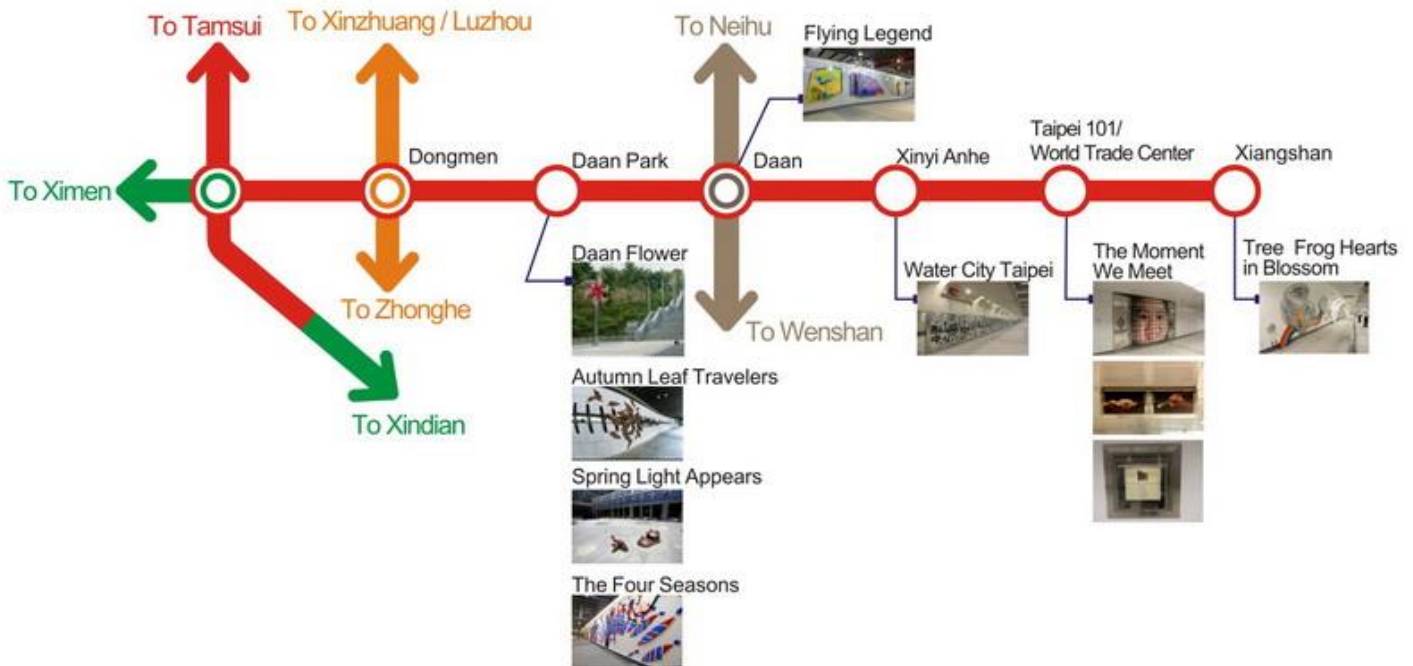 To Tamsui
To Xinzhuang / Luzhou
To Neihu
Flying Legend
To Ximen
Dongmen
Daan Park
Daan
Xinyi Anhe
Taipei 101/
World Trade Center
Xiangshan
Daan Flower
To Zhonghe
To Wenshan
Water City Taipei
The Moment
We Meet
Tree Frog Hearts
in Blossom
Autumn Leaf Travelers
To Xindian
Spring Light Appears
The Four Seasons